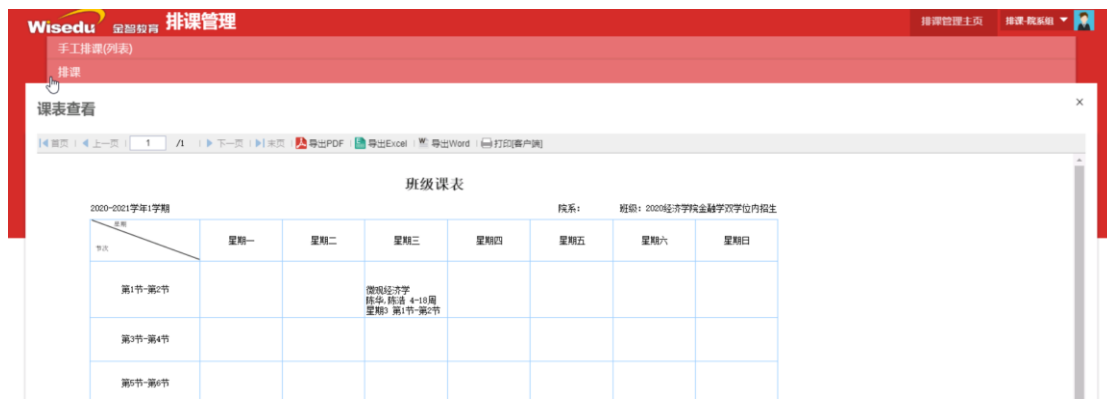 Wisedu 金智教育 排课管理 排课管理主页 排课-院系组
手工排课(列表)
排课
课表查看 ×
首页 上一页 1 /1 下一页 末页 导出PDF 导出Excel 导出Word 打印[客户端]
班级课表
2020-2021学年1学期 院系: 班级: 2020经济学院金融学双学位内招生
星期
节次
星期一 星期二 星期三 星期四 星期五 星期六 星期日
第1节-第2节
微观经济学
陈华,陈浩 4-18周
星期3 第1节-第2节
第3节-第4节
第5节-第6节